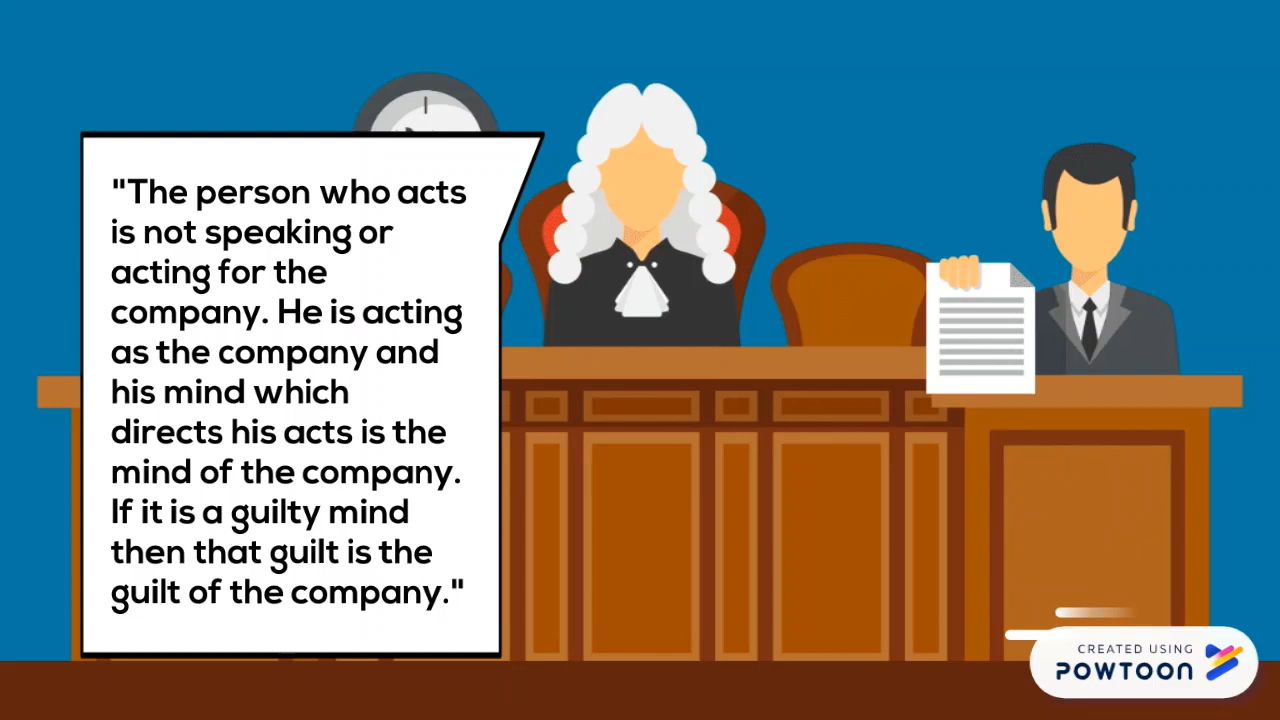 "The person who acts
is not speaking or
acting for the
company. He is acting
as the company and
his mind which
directs his acts is the
mind of the company.
If it is a guilty mind
then that guilt is the
guilt of the company."
CREATED USING
POWTOON